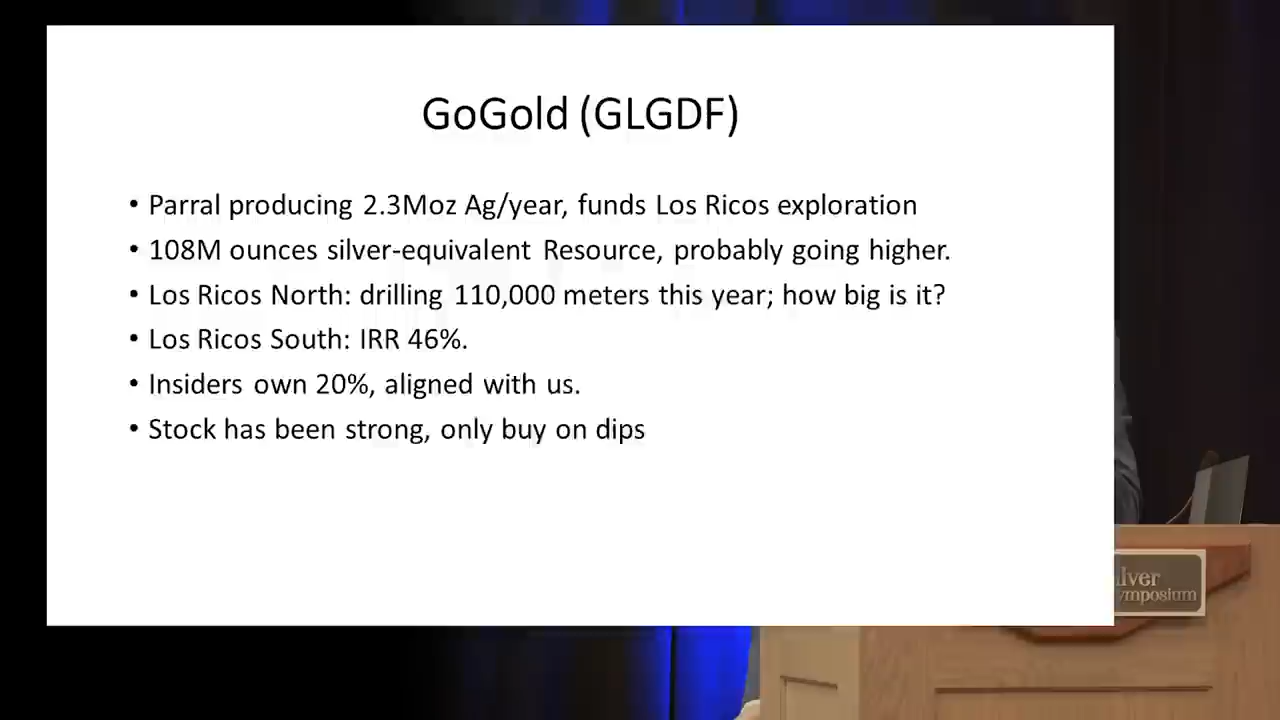 GoGold (GLGDF)
• Parral producing 2.3Moz Ag/year, funds Los Ricos exploration
• 108M ounces silver-equivalent Resource, probably going higher.
• Los Ricos North: drilling 110,000 meters this year; how big is it?
• Los Ricos South: IRR 46%.
• Insiders own 20%, aligned with us.
• Stock has been strong, only buy on dips
ilver
ymposium